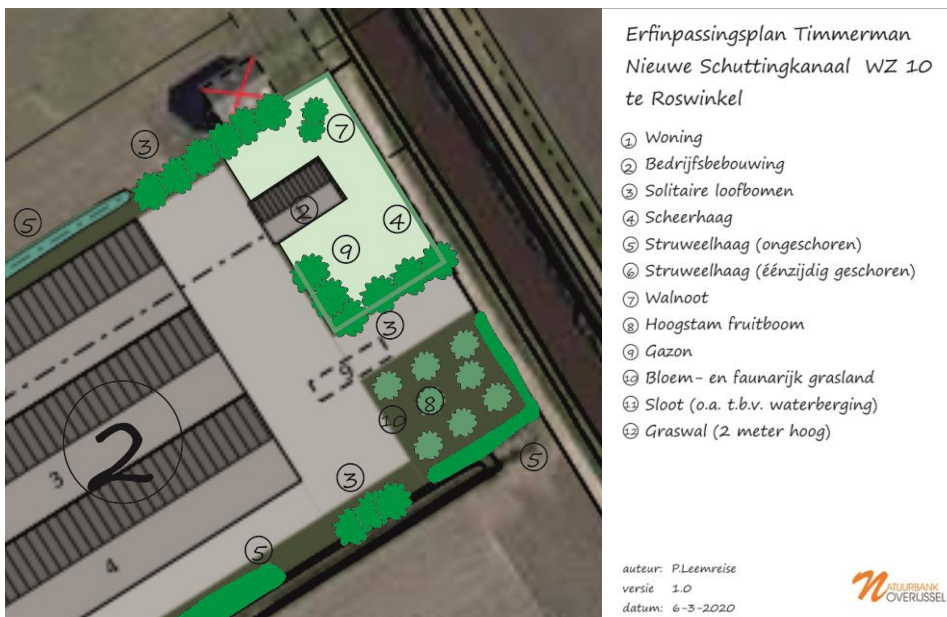 Erfinpassingsplan Timmerman
Nieuwe Schuttingkanaal WZ 10
te Roswinkel
1 Woning
2 Bedrijfsbebouwing
3 Solitaire loofbomen
4 Scheerhaag
5 Struweelhaag (ongeschoren)
6 Struweelhaag (éénzijdig geschoren)
7 Walnoot
8 Hoogstam fruitboom
9 Gazon
10 Bloem- en faunarijk grasland
11 Sloot (o.a. t.b.v. waterberging)
12 Graswal (2 meter hoog)
auteur: P.Leemreise
versie 1.0
datum: 6-3-2020
NATUURBANK
OVERIJSSEL
3
7
5
2
4
9
3
8
10
2
3
3
5
5
4